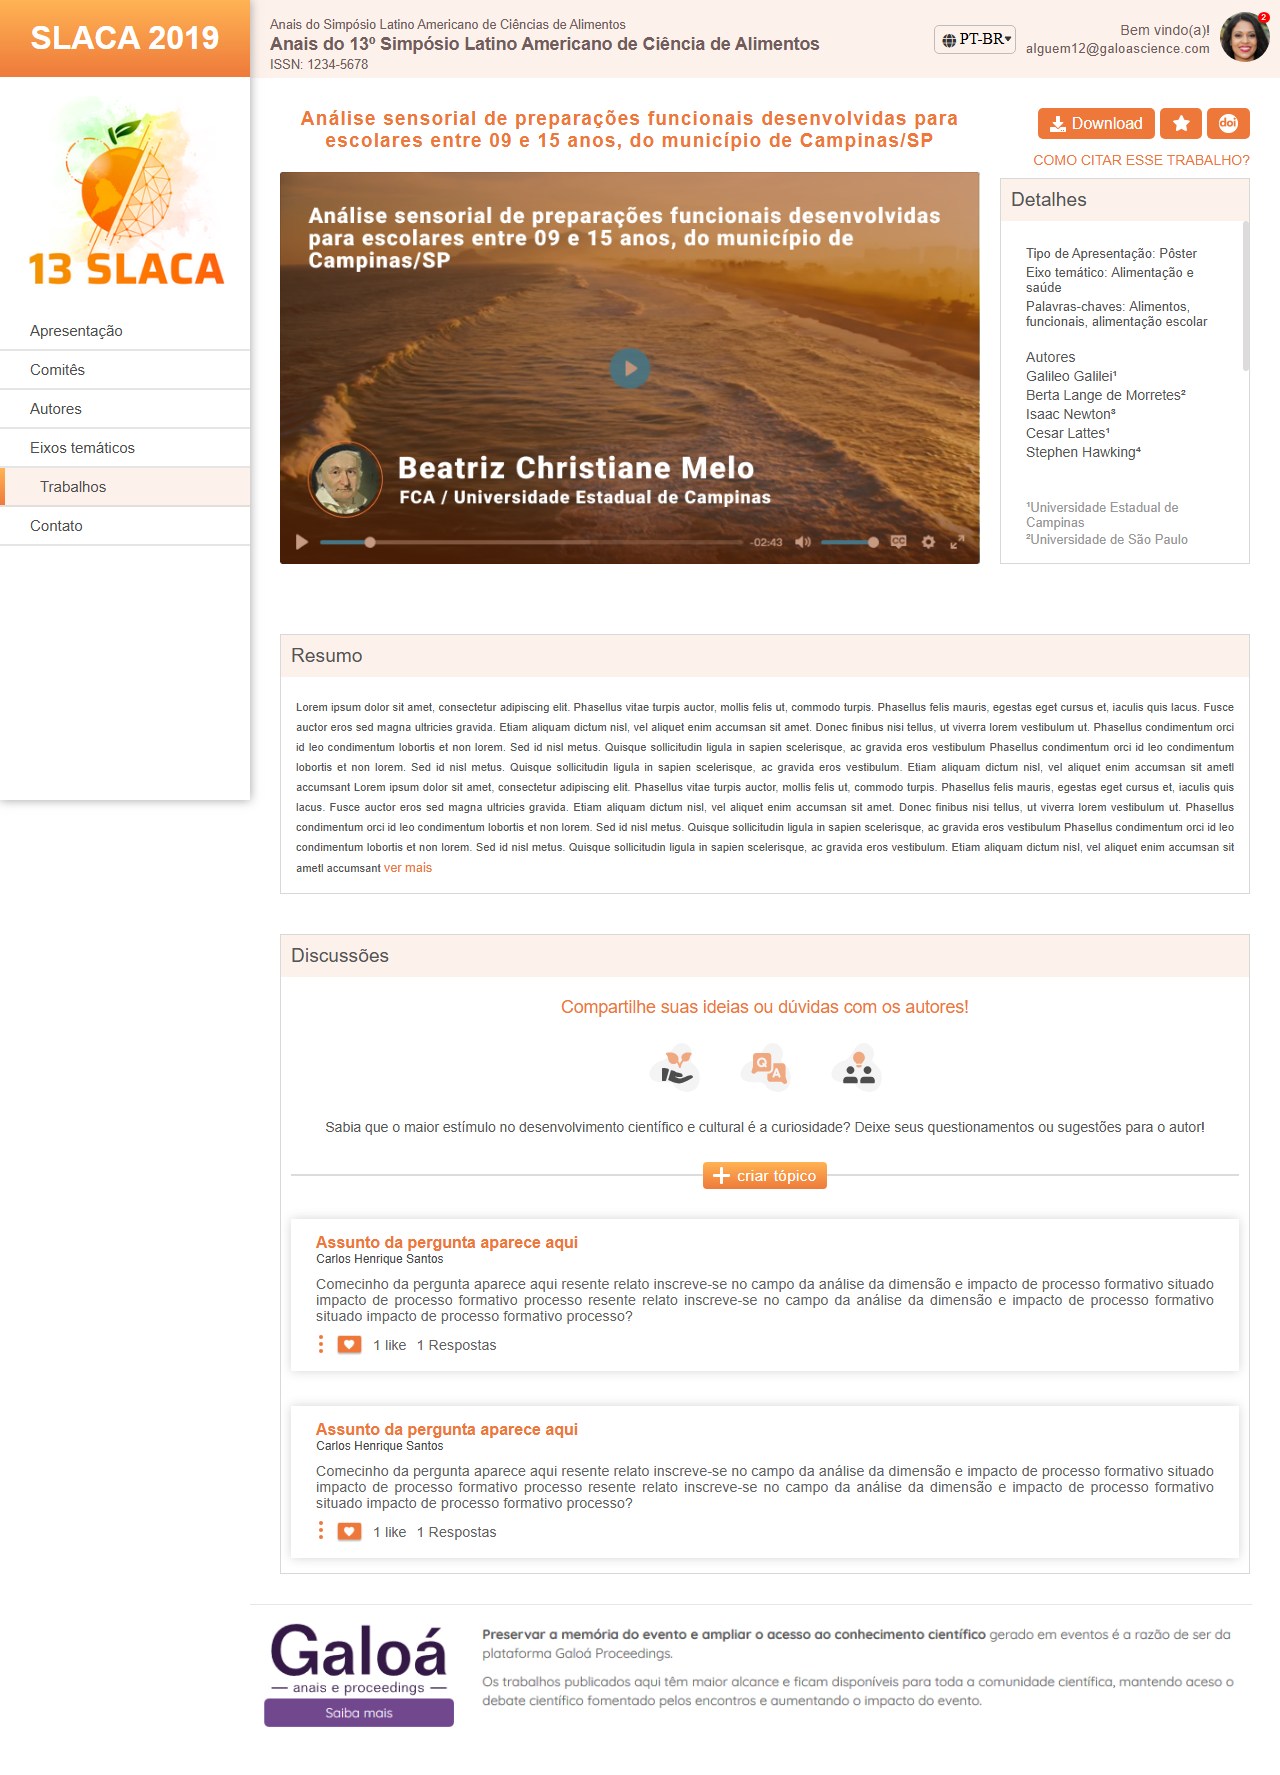 SLACA 2019
Anais do Simpósio Latino Americano de Ciências de Alimentos
Anais do 13º Simpósio Latino Americano de Ciência de Alimentos
ISSN: 1234-5678
PT-BR
Bem vindo(a)!
alguem12@galoascience.com
2
13 SLACA
Apresentação
Comitês
Autores
Eixos temáticos
Trabalhos
Contato
Análise sensorial de preparações funcionais desenvolvidas para
escolares entre 09 e 15 anos, do município de Campinas/SP
Download
doi
COMO CITAR ESSE TRABALHO?
Análise sensorial de preparações funcionais desenvolvidas
para escolares entre 09 e 15 anos, do município de
Campinas/SP
Beatriz Christiane Melo
FCA / Universidade Estadual de Campinas
-02:43
CC
Detalhes
Tipo de Apresentação: Pôster
Eixo temático: Alimentação e
saúde
Palavras-chaves: Alimentos,
funcionais, alimentação escolar
Autores
Galileo Galilei¹
Berta Lange de Morretes²
Isaac Newton³
Cesar Lattes¹
Stephen Hawking⁴
¹Universidade Estadual de
Campinas
²Universidade de São Paulo
Resumo
Lorem ipsum dolor sit amet, consectetur adipiscing elit. Phasellus vitae turpis auctor, mollis felis ut, commodo turpis. Phasellus felis mauris, egestas eget cursus et, iaculis quis lacus. Fusce
auctor eros sed magna ultricies gravida. Etiam aliquam dictum nisl, vel aliquet enim accumsan sit amet. Donec finibus nisi tellus, ut viverra lorem vestibulum ut. Phasellus condimentum orci
id leo condimentum lobortis et non lorem. Sed id nisl metus. Quisque sollicitudin ligula in sapien scelerisque, ac gravida eros vestibulum Phasellus condimentum orci id leo condimentum
lobortis et non lorem. Sed id nisl metus. Quisque sollicitudin ligula in sapien scelerisque, ac gravida eros vestibulum. Etiam aliquam dictum nisl, vel aliquet enim accumsan sit ametl
accumsant Lorem ipsum dolor sit amet, consectetur adipiscing elit. Phasellus vitae turpis auctor, mollis felis ut, commodo turpis. Phasellus felis mauris, egestas eget cursus et, iaculis quis
lacus. Fusce auctor eros sed magna ultricies gravida. Etiam aliquam dictum nisl, vel aliquet enim accumsan sit amet. Donec finibus nisi tellus, ut viverra lorem vestibulum ut. Phasellus
condimentum orci id leo condimentum lobortis et non lorem. Sed id nisl metus. Quisque sollicitudin ligula in sapien scelerisque, ac gravida eros vestibulum Phasellus condimentum orci id leo
condimentum lobortis et non lorem. Sed id nisl metus. Quisque sollicitudin ligula in sapien scelerisque, ac gravida eros vestibulum. Etiam aliquam dictum nisl, vel aliquet enim accumsan sit
ametl accumsant ver mais
Discussões
Compartilhe suas ideias ou dúvidas com os autores!
Q A
Sabia que o maior estímulo no desenvolvimento científico e cultural é a curiosidade? Deixe seus questionamentos ou sugestões para o autor!
criar tópico
Assunto da pergunta aparece aqui
Carlos Henrique Santos
Comecinho da pergunta aparece aqui resente relato inscreve-se no campo da análise da dimensão e impacto de processo formativo situado
impacto de processo formativo processo resente relato inscreve-se no campo da análise da dimensão e impacto de processo formativo
situado impacto de processo formativo processo?
1 like 1 Respostas
Assunto da pergunta aparece aqui
Carlos Henrique Santos
Comecinho da pergunta aparece aqui resente relato inscreve-se no campo da análise da dimensão e impacto de processo formativo situado
impacto de processo formativo processo resente relato inscreve-se no campo da análise da dimensão e impacto de processo formativo
situado impacto de processo formativo processo?
1 like 1 Respostas
Galoá
anais e proceedings
Saiba mais
Preservar a memória do evento e ampliar o acesso ao conhecimento científico gerado em eventos é a razão de ser da
plataforma Galoá Proceedings.
Os trabalhos publicados aqui têm maior alcance e ficam disponíveis para toda a comunidade científica, mantendo aceso o
debate científico fomentado pelos encontros e aumentando o impacto do evento.